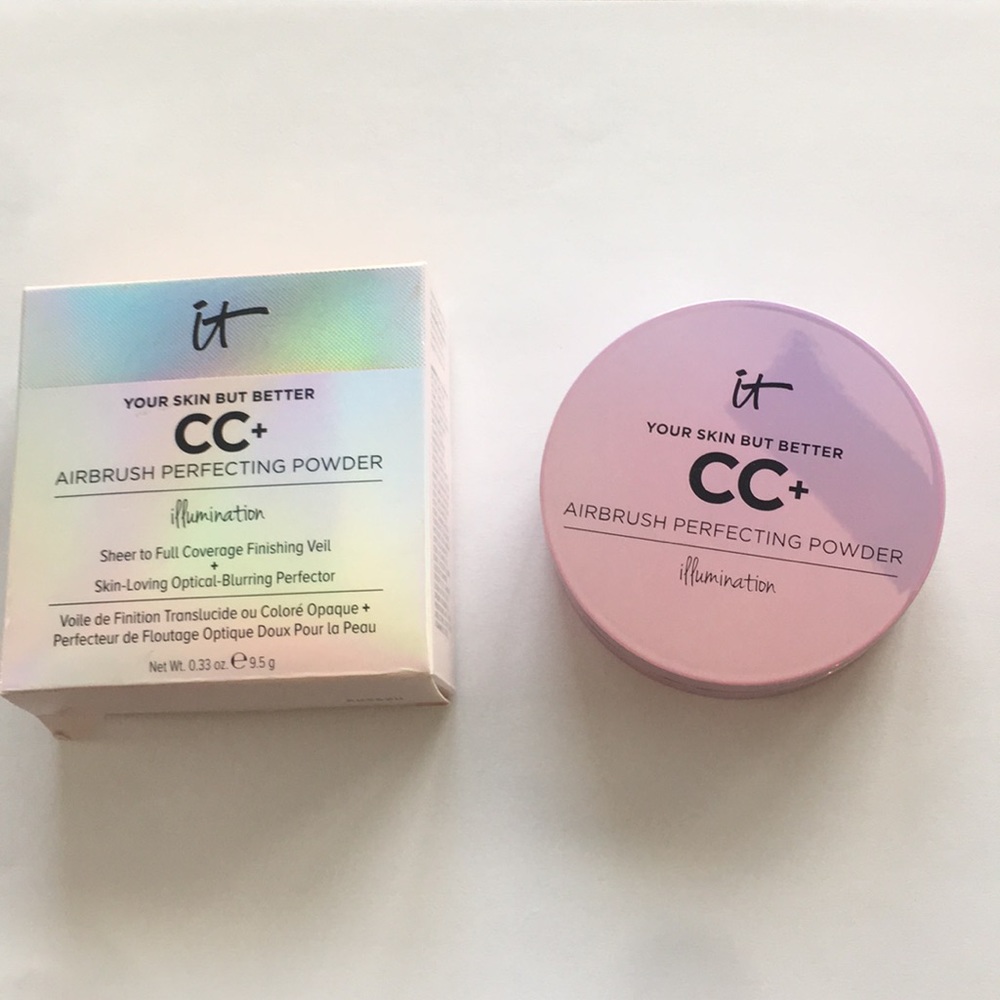 it
YOUR SKIN BUT BETTER
CC+
AIRBRUSH PERFECTING POWDER
illumination
Sheer to Full Coverage Finishing Veil
+
Skin-Loving Optical-Blurring Perfector
Voile de Finition Translucide ou Coloré Opaque +
Perfecteur de Floutage Optique Doux Pour la Peau
Net Wt. 0.33 oz. ℮ 9.5 g
it
YOUR SKIN BUT BETTER
CC+
AIRBRUSH PERFECTING POWDER
illumination